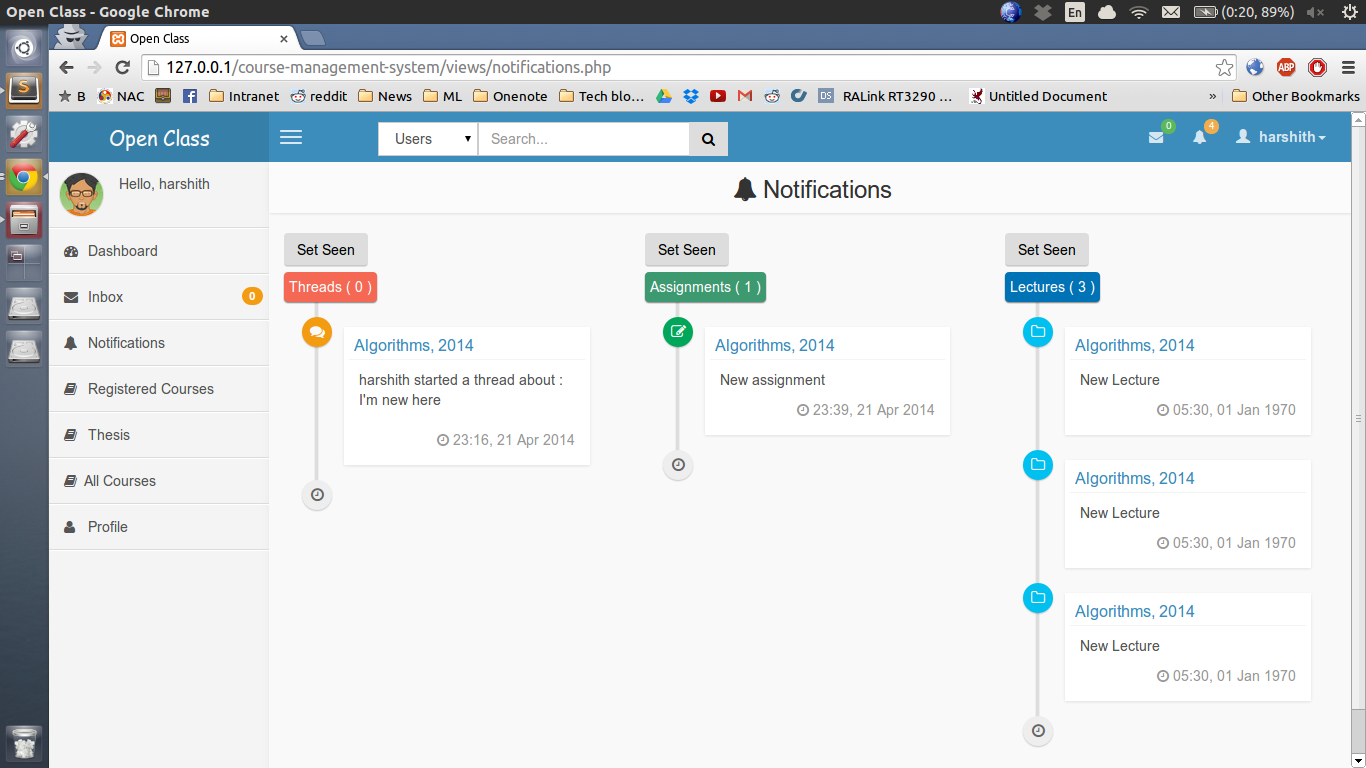 Open Class - Google Chrome
En
(0:20, 89%)
Open Class
127.0.0.1/course-management-system/views/notifications.php
ABP
B
NAC
Intranet
reddit
News
ML
Onenote
Tech blo...
DS
RALink RT3290 ...
Untitled Document
»
Other Bookmarks
Open Class
Users
Search...
0
4
harshith
Hello, harshith
Dashboard
Inbox
0
Notifications
Registered Courses
Thesis
All Courses
Profile
Notifications
Set Seen
Threads ( 0 )
Algorithms, 2014
harshith started a thread about :
I'm new here
23:16, 21 Apr 2014
Set Seen
Assignments ( 1 )
Algorithms, 2014
New assignment
23:39, 21 Apr 2014
Set Seen
Lectures ( 3 )
Algorithms, 2014
New Lecture
05:30, 01 Jan 1970
Algorithms, 2014
New Lecture
05:30, 01 Jan 1970
Algorithms, 2014
New Lecture
05:30, 01 Jan 1970